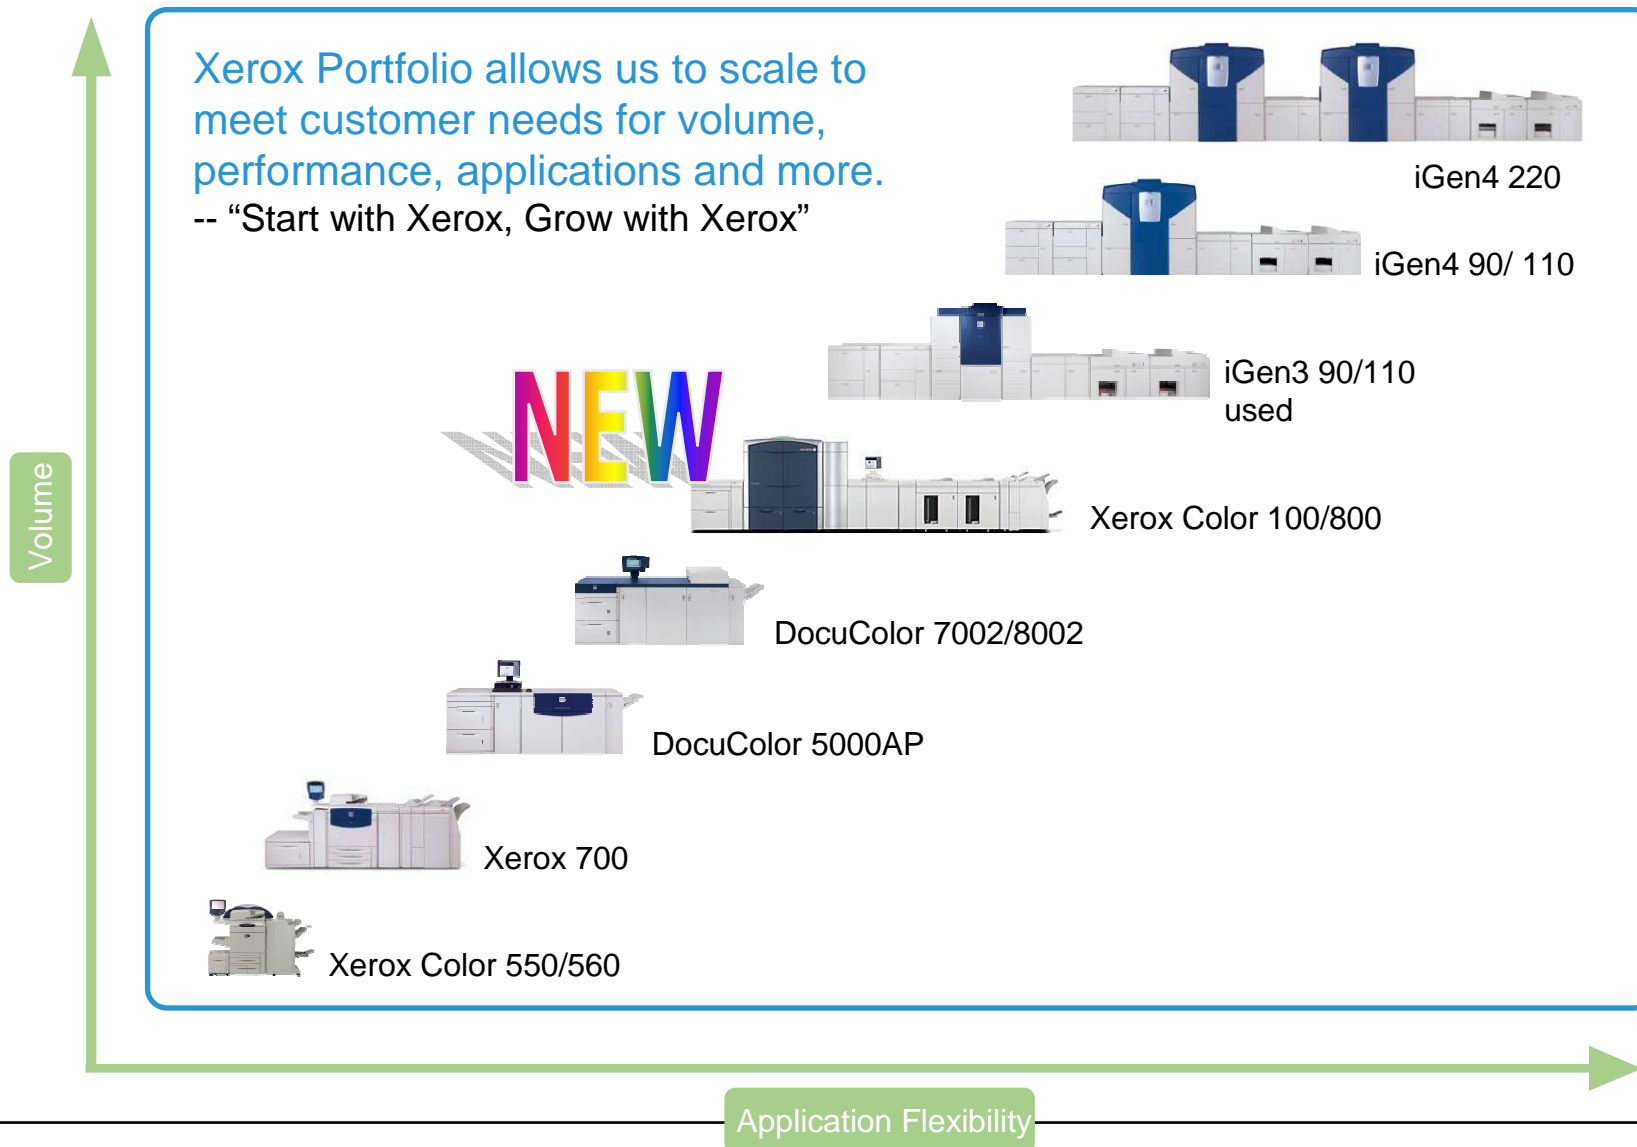 Xerox Portfolio allows us to scale to
meet customer needs for volume,
performance, applications and more.
-- “Start with Xerox, Grow with Xerox”
iGen4 220
iGen4 90/ 110
iGen3 90/110
used
NEW
Xerox Color 100/800
DocuColor 7002/8002
DocuColor 5000AP
Xerox 700
Xerox Color 550/560
Volume
Application Flexibility